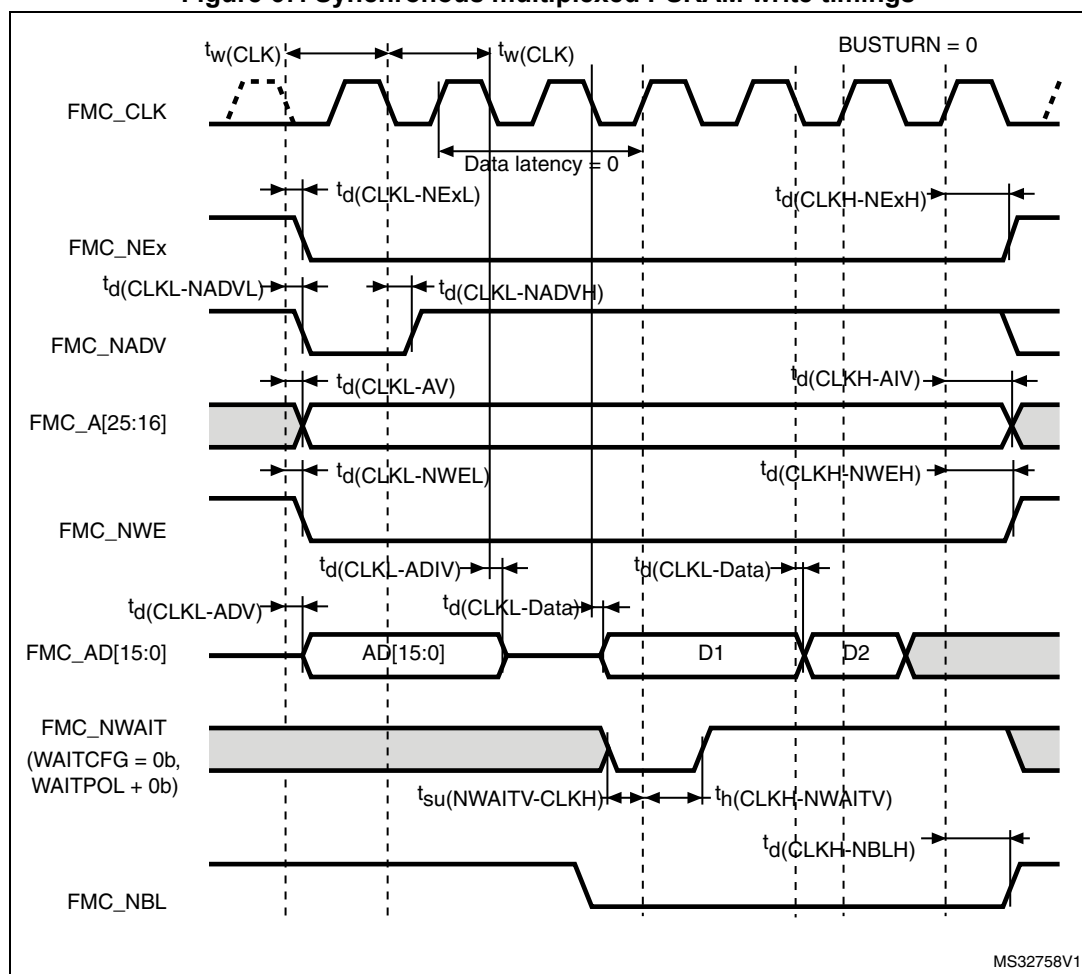 Figure 67. Synchronous multiplexed PSRAM write timings
tw(CLK) tw(CLK) BUSTURN = 0
FMC_CLK
Data latency = 0
td(CLKL-NExL) td(CLKH-NExH)
FMC_NEx
td(CLKL-NADVL) td(CLKL-NADVH)
FMC_NADV
td(CLKL-AV) td(CLKH-AIV)
FMC_A[25:16]
td(CLKL-NWEL) td(CLKH-NWEH)
FMC_NWE
td(CLKL-ADIV) td(CLKL-Data)
td(CLKL-ADV) td(CLKL-Data)
FMC_AD[15:0] AD[15:0] D1 D2
FMC_NWAIT
(WAITCFG = 0b,
WAITPOL + 0b)
tsu(NWAITV-CLKH) th(CLKH-NWAITV)
td(CLKH-NBLH)
FMC_NBL
MS32758V1